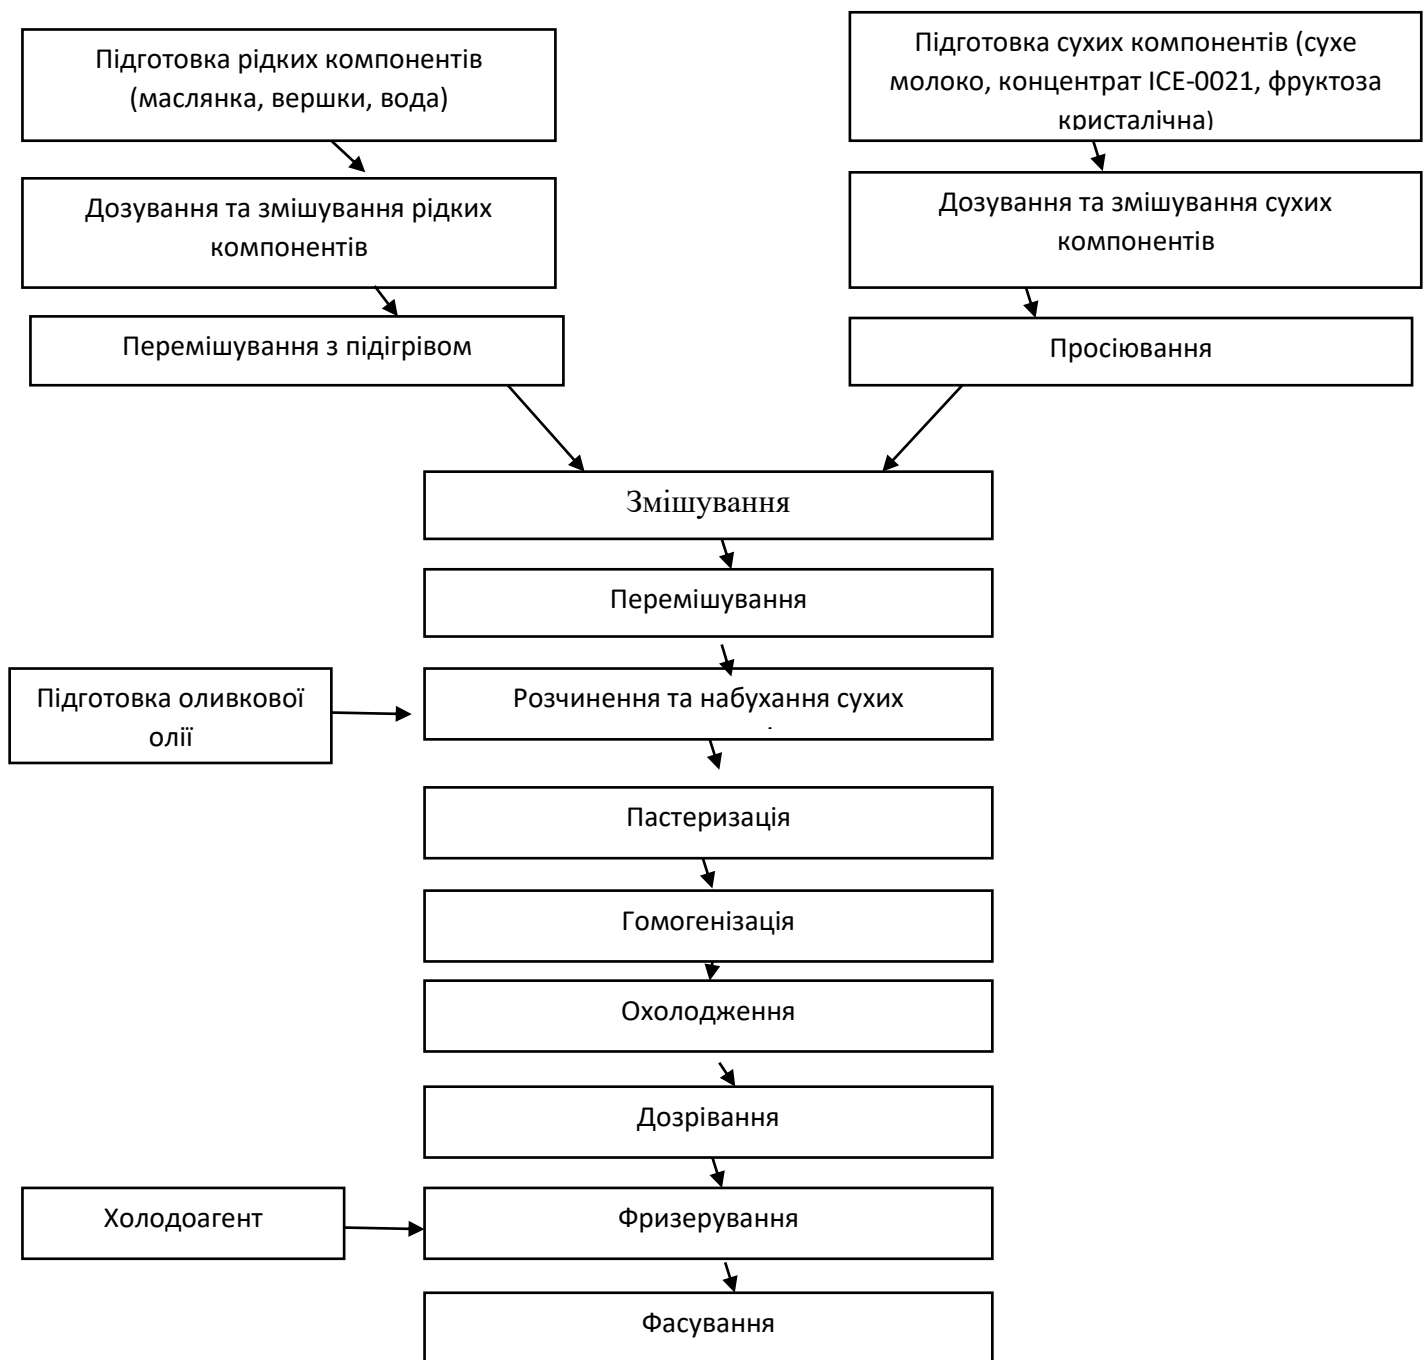 Підготовка рідких компонентів
(маслянка, вершки, вода)
Підготовка сухих компонентів (сухе
молоко, концентрат ICE-0021, фруктоза
кристалічна)
Дозування та змішування рідких
компонентів
Дозування та змішування сухих
компонентів
Перемішування з підігрівом
Просіювання
Змішування
Перемішування
Підготовка оливкової
олії
Розчинення та набухання сухих
Пастеризація
Гомогенізація
Охолодження
Дозрівання
Холодоагент
Фризерування
Фасування